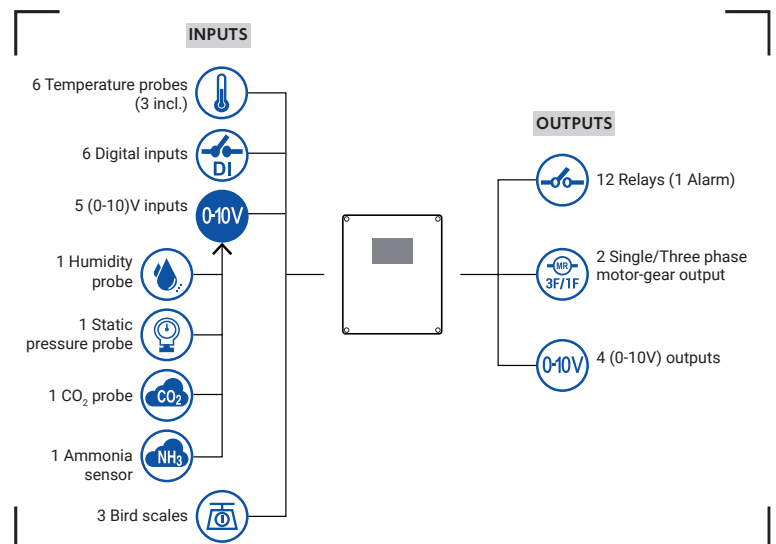 INPUTS
6 Temperature probes
(3 incl.)
6 Digital inputs
DI
5 (0-10)V inputs
0-10V
1 Humidity
probe
1 Static
pressure probe
1 CO₂ probe
CO₂
1 Ammonia
sensor
NH₃
3 Bird scales
OUTPUTS
12 Relays (1 Alarm)
MR
3F/1F
2 Single/Three phase
motor-gear output
0-10V
4 (0-10V) outputs